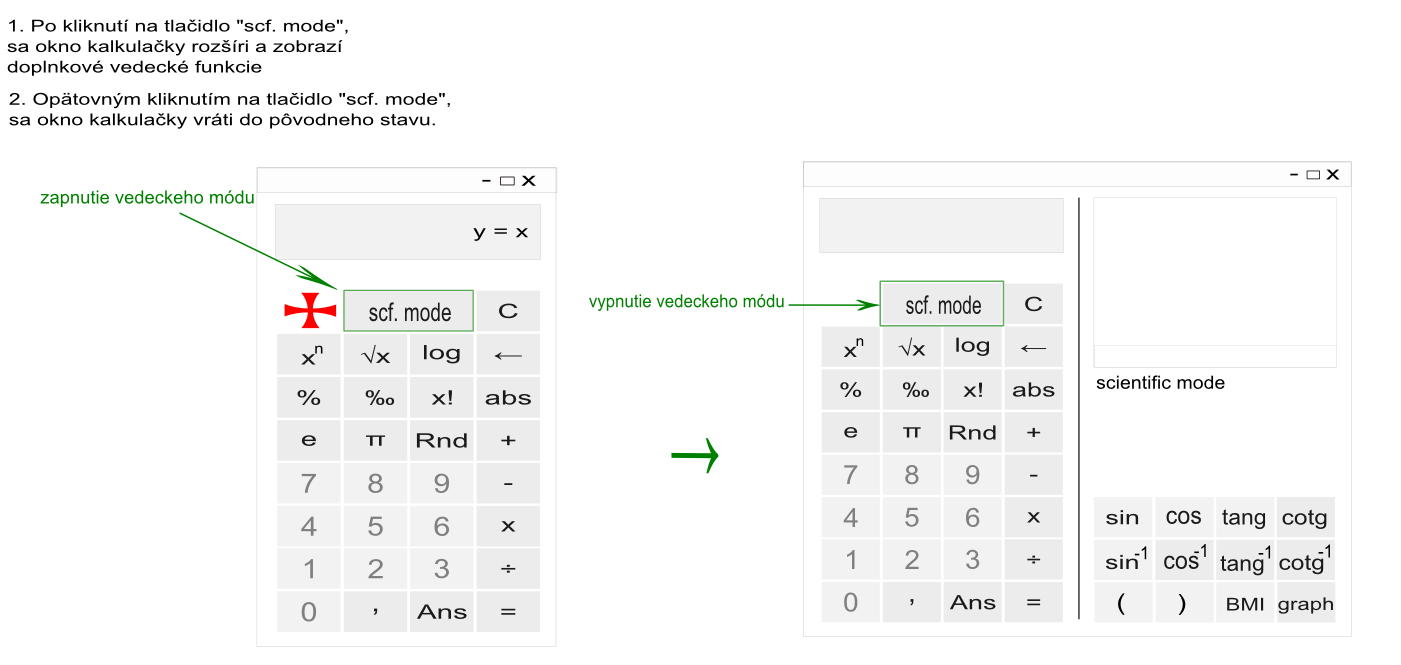 1. Po kliknutí na tlačidlo "scf. mode",
sa okno kalkulačky rozšíri a zobrazí
doplnkové vedecké funkcie
2. Opätovným kliknutím na tlačidlo "scf. mode",
sa okno kalkulačky vráti do pôvodneho stavu.
zapnutie vedeckeho módu
y = x
scf. mode C
xⁿ √x log ←
% ‰ x! abs
e π Rnd +
7 8 9 -
4 5 6 x
1 2 3 ÷
0 , Ans =
vypnutie vedeckeho módu
scf. mode C
xⁿ √x log ←
% ‰ x! abs
e π Rnd +
7 8 9 -
4 5 6 x
1 2 3 ÷
0 , Ans =
scientific mode
sin cos tang cotg
sin⁻¹ cos⁻¹ tang⁻¹ cotg⁻¹
( ) BMI graph